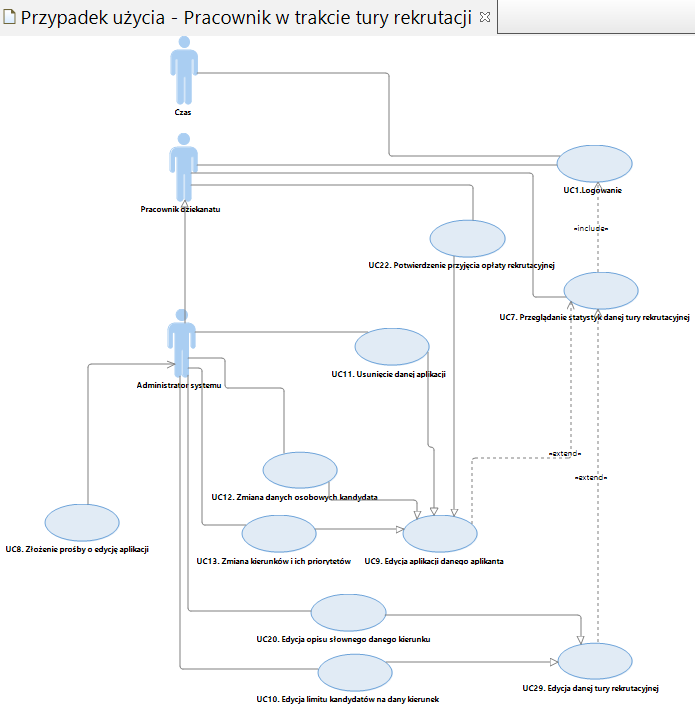 Przypadek użycia - Pracownik w trakcie tury rekrutacji
Czas
Pracownik dziekanatu
UC1.Logowanie
«include»
UC22. Potwierdzenie przyjęcia opłaty rekrutacyjnej
UC7. Przeglądanie statystyk danej tury rekrutacyjnej
Administrator systemu
UC11. Usunięcie danej aplikacji
«extend»
«extend»
UC12. Zmiana danych osobowych kandydata
UC8. Złożenie prośby o edycję aplikacji
UC13. Zmiana kierunków i ich priorytetów
UC9. Edycja aplikacji danego aplikanta
UC20. Edycja opisu słownego danego kierunku
UC29. Edycja danej tury rekrutacyjnej
UC10. Edycja limitu kandydatów na dany kierunek